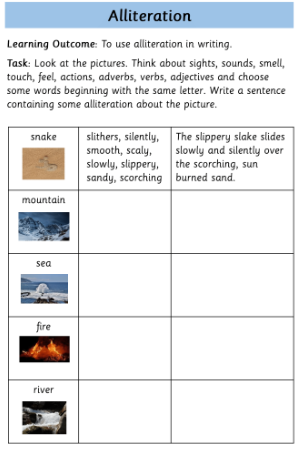 Alliteration
Learning Outcome: To use alliteration in writing.
Task: Look at the pictures. Think about sights, sounds, smell,
touch, feel, actions, adverbs, verbs, adjectives and choose
some words beginning with the same letter. Write a sentence
containing some alliteration about the picture.
snake
slithers, silently,
smooth, scaly,
slowly, slippery,
sandy, scorching
The slippery slake slides
slowly and silently over
the scorching, sun
burned sand.
mountain
sea
fire
river